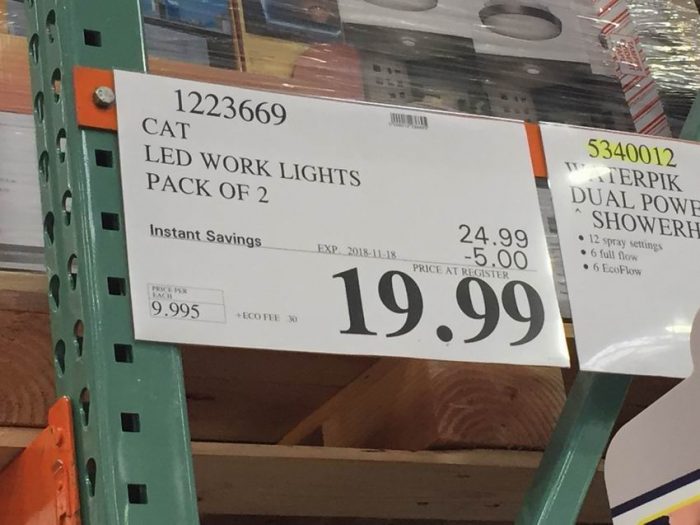 1223669
CAT
LED WORK LIGHTS
PACK OF 2
Instant Savings
EXP. 2018-11-18
24.99
-5.00
PRICE AT REGISTER
19.99
PRICE PER
EACH
9.995
+ECO FEE 30
5340012
WATERPIK
DUAL POWE
^ SHOWERH
• 12 spray settings
• 6 full flow
• 6 EcoFlow